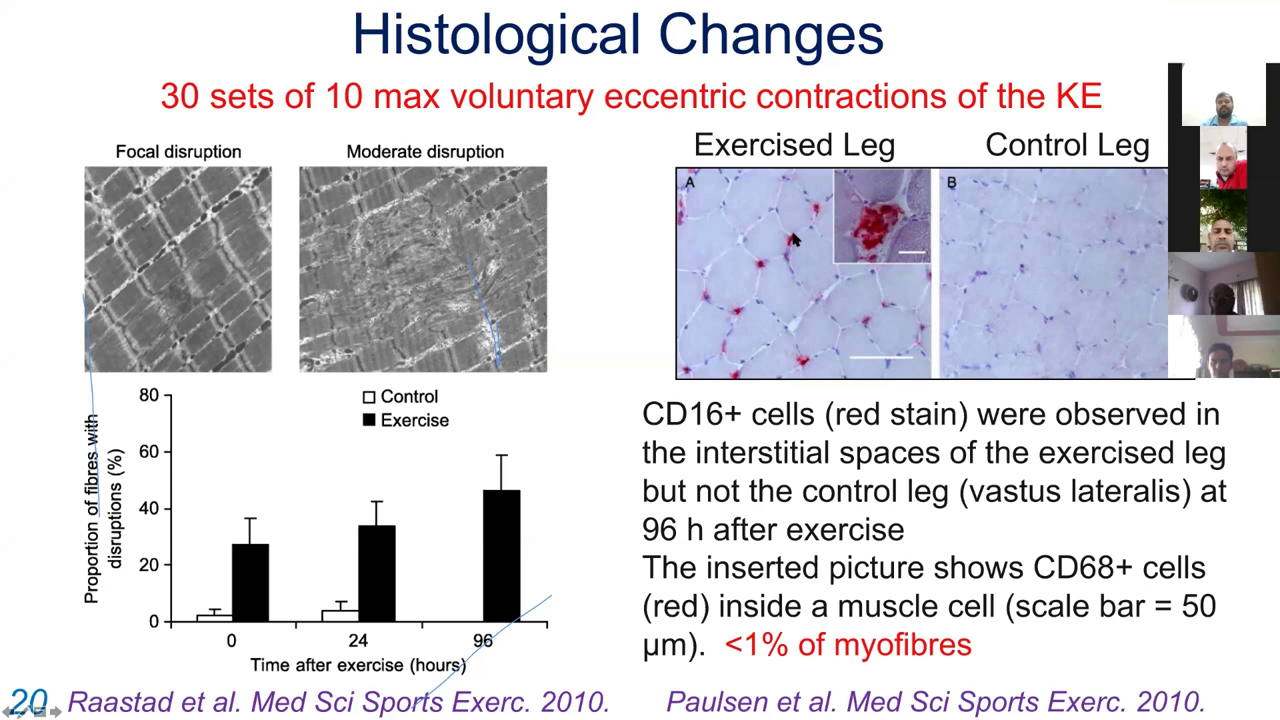 Histological Changes
30 sets of 10 max voluntary eccentric contractions of the KE
Focal disruption
Moderate disruption
Proportion of fibres with
disruptions (%)
80
60
40
20
0
Control
Exercise
0
24
96
Time after exercise (hours)
Exercised Leg
Control Leg
A
B
CD16+ cells (red stain) were observed in
the interstitial spaces of the exercised leg
but not the control leg (vastus lateralis) at
96 h after exercise
The inserted picture shows CD68+ cells
(red) inside a muscle cell (scale bar = 50
μm). <1% of myofibres
20
Raastad et al. Med Sci Sports Exerc. 2010.
Paulsen et al. Med Sci Sports Exerc. 2010.